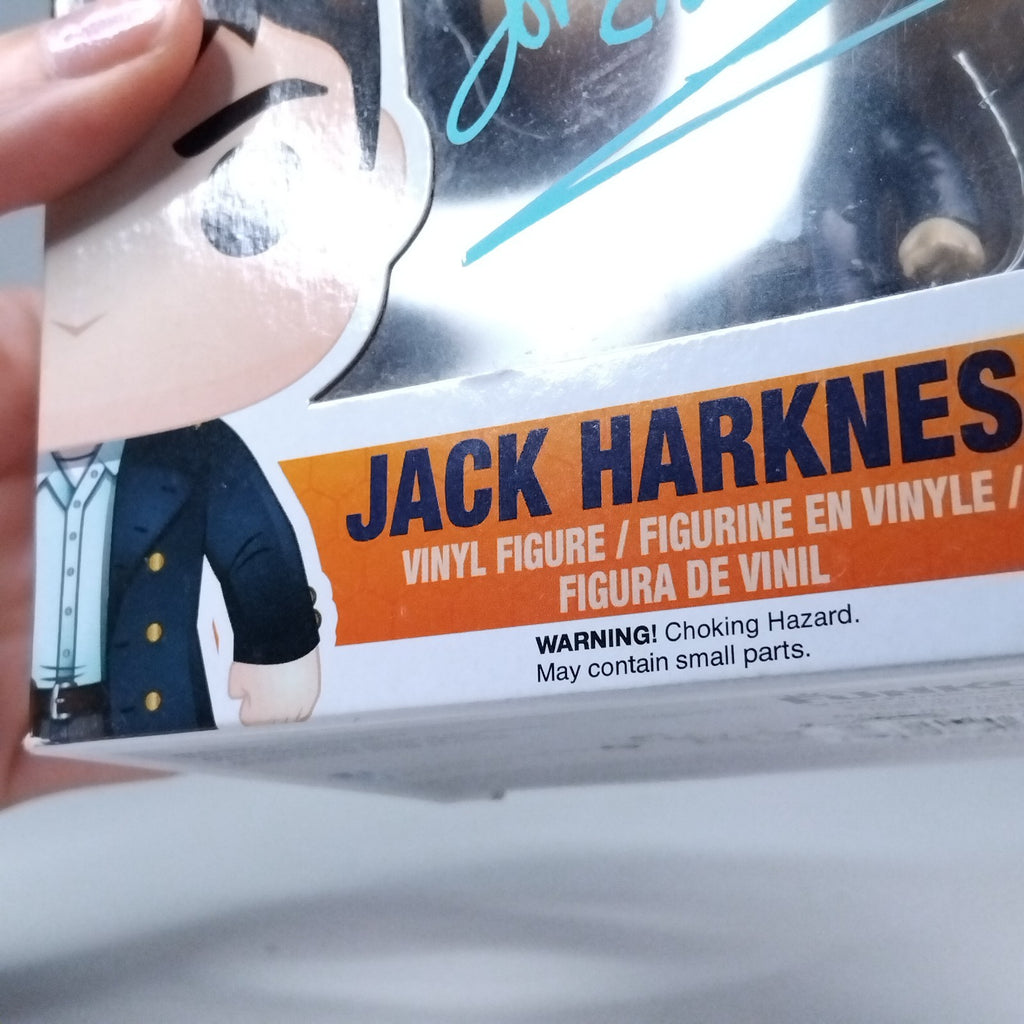 JACK HARKNES
VINYL FIGURE / FIGURINE EN VINYLE /
FIGURA DE VINIL
WARNING! Choking Hazard.
May contain small parts.